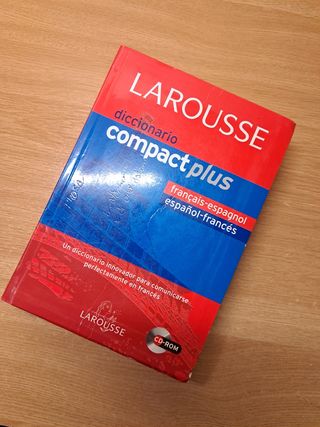 LAROUSSE
diccionario
compact plus
français-espagnol
español-francés
Un diccionario innovador para comunicarse
perfectamente en francés
LAROUSSE
CD-ROM